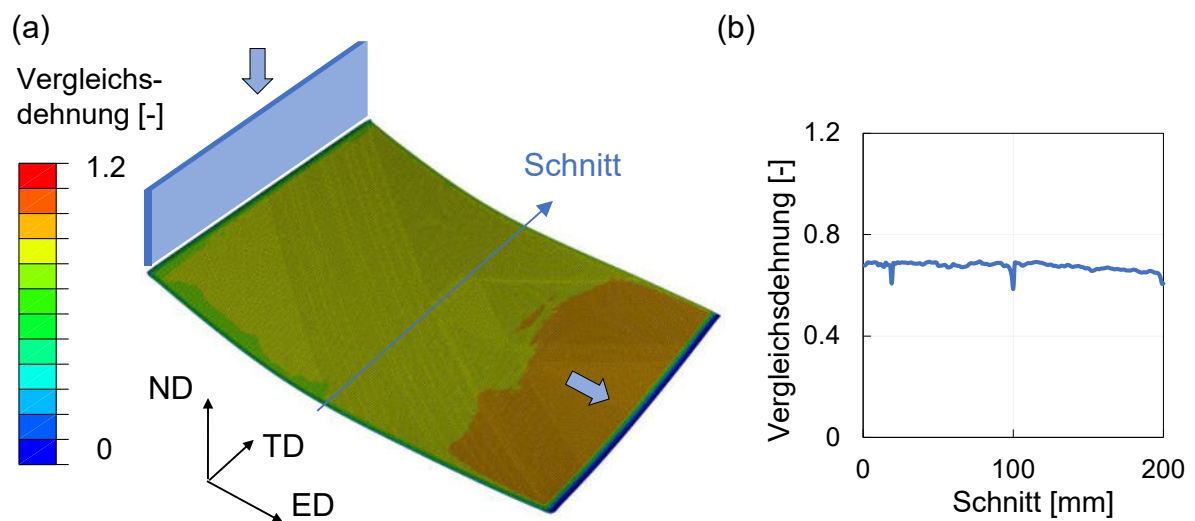 (a)
Vergleichs-
dehnung [-]
1.2
0
Schnitt
ND
TD
ED
(b)
Vergleichsdehnung [-]
1.2
0.8
0.4
0
0
100
200
Schnitt [mm]